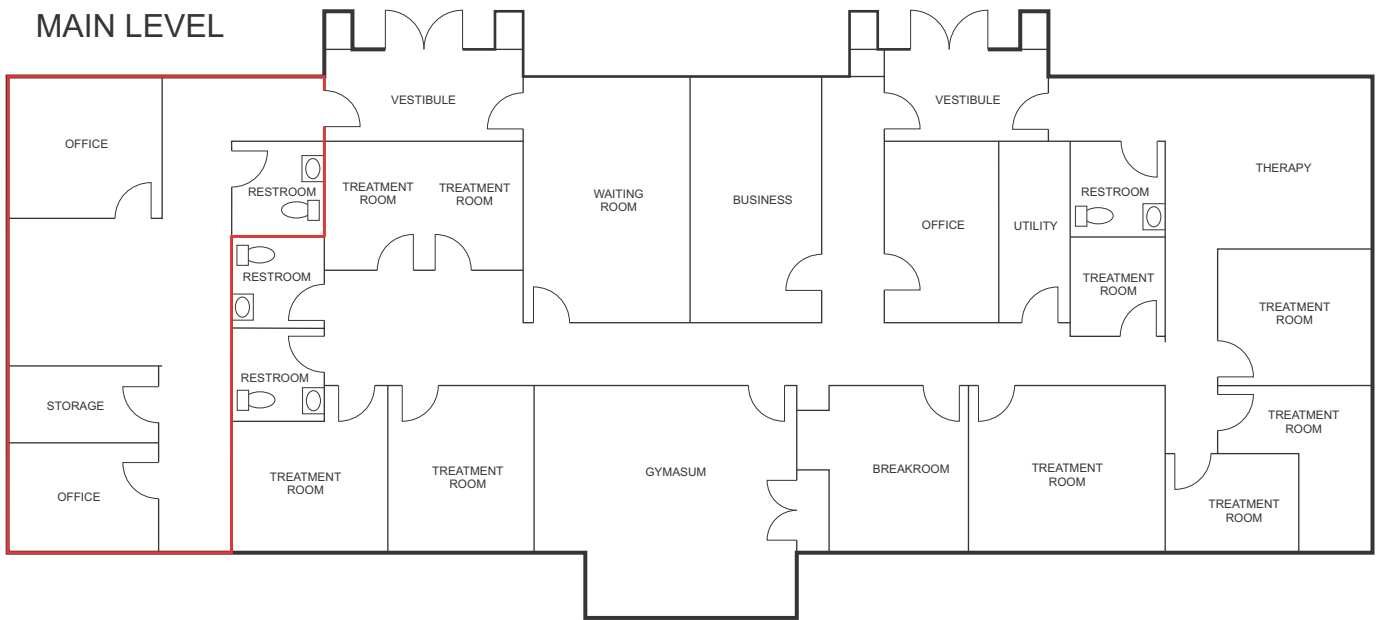 MAIN LEVEL
VESTIBULE
VESTIBULE
OFFICE
RESTROOM
TREATMENT
ROOM
TREATMENT
ROOM
WAITING
ROOM
BUSINESS
OFFICE
UTILITY
RESTROOM
THERAPY
RESTROOM
TREATMENT
ROOM
TREATMENT
ROOM
RESTROOM
STORAGE
TREATMENT
ROOM
OFFICE
TREATMENT
ROOM
TREATMENT
ROOM
GYMASUM
BREAKROOM
TREATMENT
ROOM
TREATMENT
ROOM